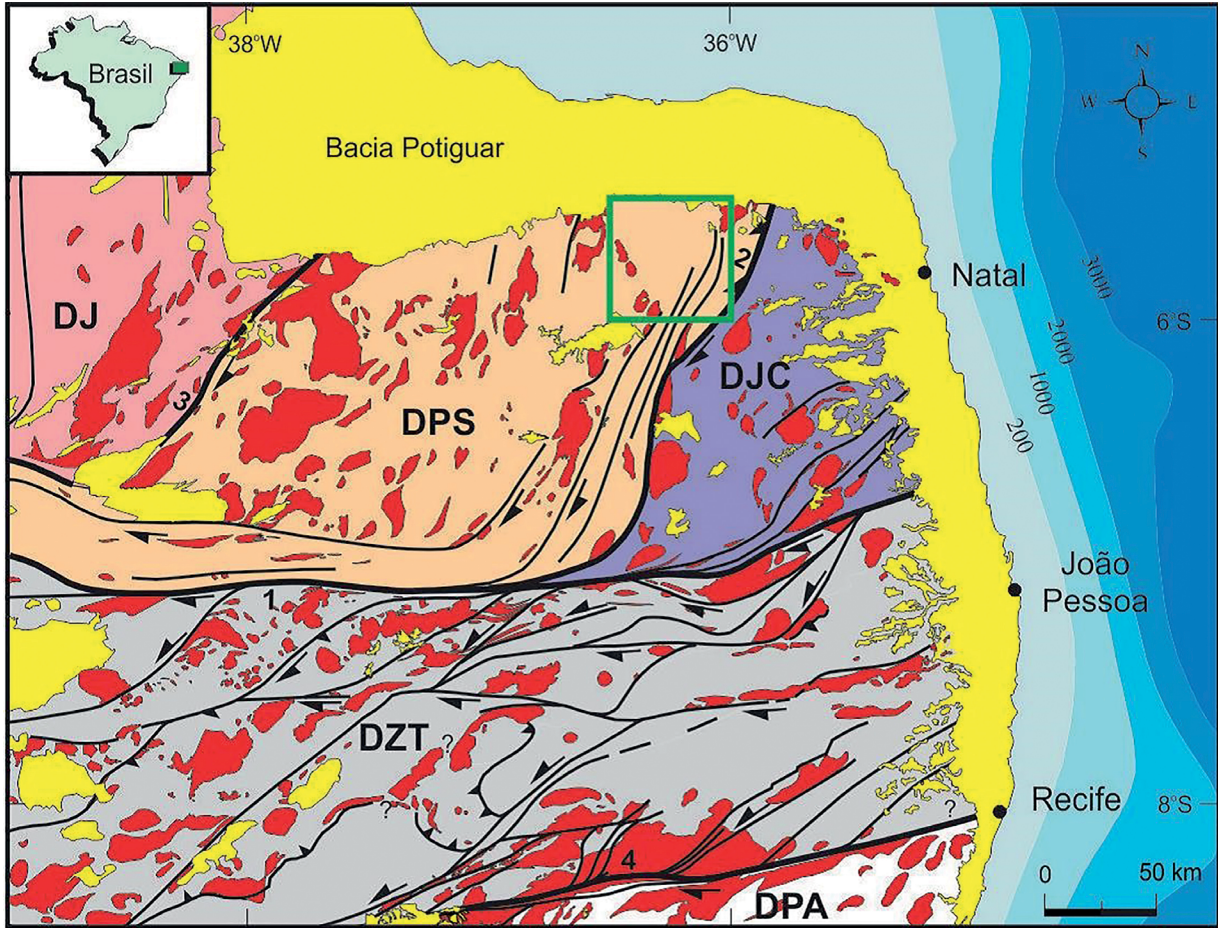 38°W
36°W
Brasil
N
W
E
S
Bacia Potiguar
2
Natal
3000
DJ
6°S
2000
3
DJC
1000
DPS
200
João
Pessoa
1
DZT
?
?
?
Recife
8°S
4
0
50 km
DPA